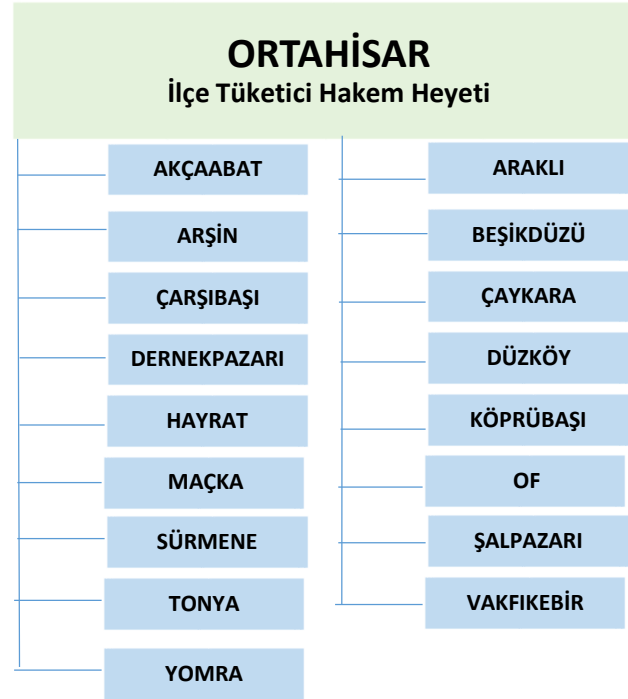 ORTAHİSAR
İlçe Tüketici Hakem Heyeti
AKÇAABAT
ARAKLI
ARŞİN
BEŞİKDÜZÜ
ÇARŞIBAŞI
ÇAYKARA
DERNEKPAZARI
DÜZKÖY
HAYRAT
KÖPRÜBAŞI
MAÇKA
OF
SÜRMENE
ŞALPAZARI
TONYA
VAKFIKEBİR
YOMRA